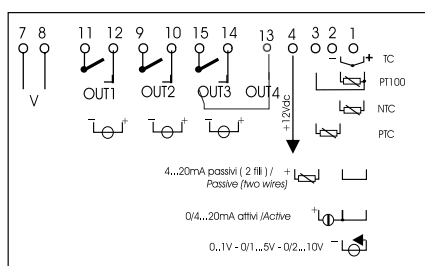 7 8 11 12 9 10 15 14 13 4 3 2 1
− + TC
V OUT1 OUT2 OUT3 OUT4 PT100
+12Vdc
NTC
− + − + − + PTC
4...20mA passivi ( 2 fili ) / +
Passive (two wires)
0/4...20mA attivi /Active +
0..1V - 0/1...5V - 0/2...10V −